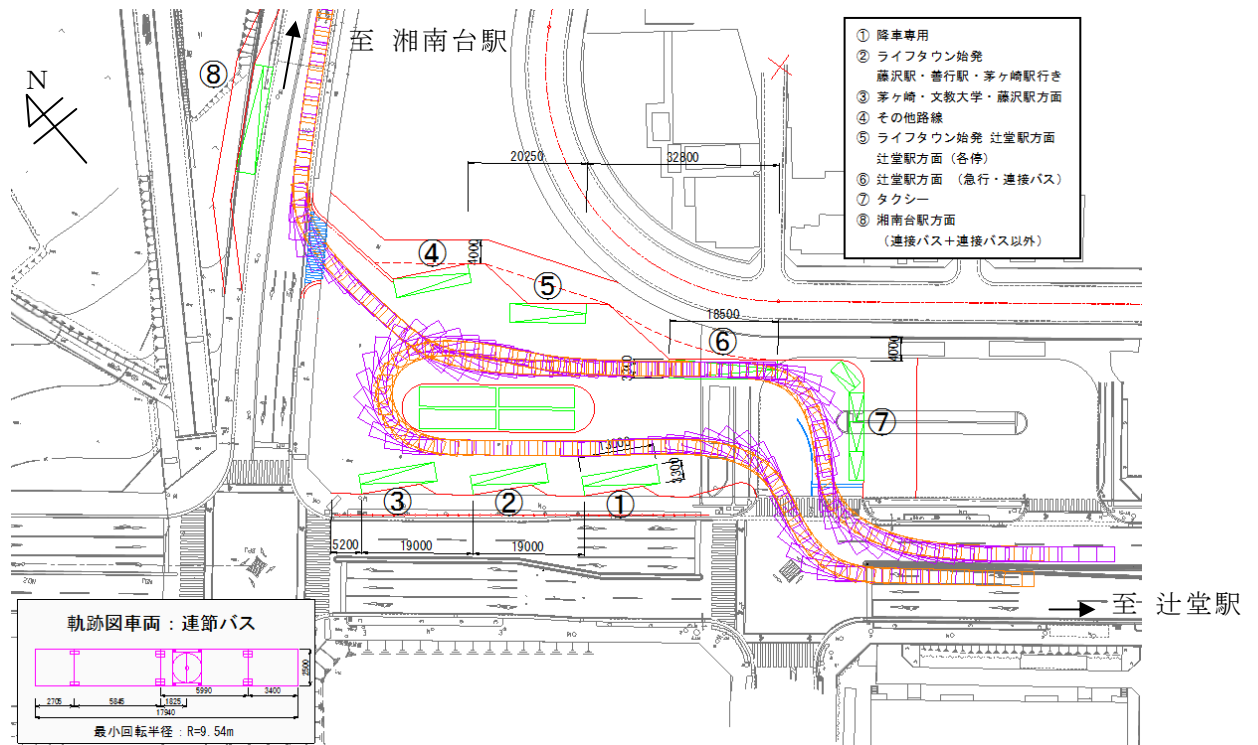 至 湘南台駅
N
⑧
① 降車専用
② ライフタウン始発
藤沢駅・善行駅・茅ヶ崎駅行き
③ 茅ヶ崎・文教大学・藤沢駅方面
④ その他路線
⑤ ライフタウン始発 辻堂駅方面
辻堂駅方面（各停）
⑥ 辻堂駅方面 （急行・連接バス）
⑦ タクシー
⑧ 湘南台駅方面
（連接バス＋連接バス以外）
20250
32800
④
4000
⑤
18500
⑥
4000
3300
⑦
13000
4200
③
②
①
5200
19000
19000
至 辻堂駅
軌跡図車両：連節バス
2500
5990
2705
5845
1825
3400
17940
最小回転半径：R=9.54m